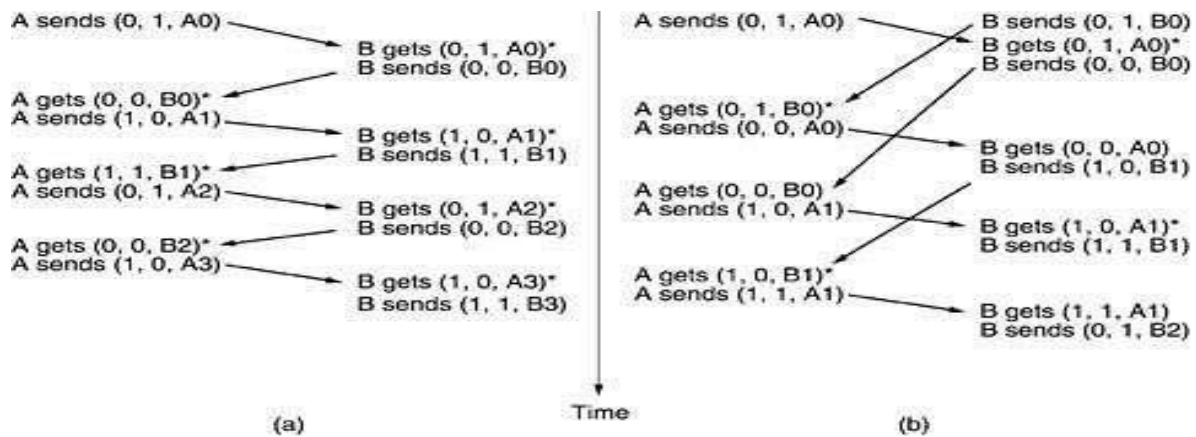 A sends (0, 1, A0)
B gets (0, 1, A0)*
B sends (0, 0, B0)
A gets (0, 0, B0)*
A sends (1, 0, A1)
B gets (1, 0, A1)*
B sends (1, 1, B1)
A gets (1, 1, B1)*
A sends (0, 1, A2)
B gets (0, 1, A2)*
B sends (0, 0, B2)
A gets (0, 0, B2)*
A sends (1, 0, A3)
B gets (1, 0, A3)*
B sends (1, 1, B3)
(a)
Time
A sends (0, 1, A0)
B sends (0, 1, B0)
B gets (0, 1, A0)*
B sends (0, 0, B0)
A gets (0, 1, B0)*
A sends (0, 0, A0)
B gets (0, 0, A0)
B sends (1, 0, B1)
A gets (0, 0, B0)
A sends (1, 0, A1)
B gets (1, 0, A1)*
B sends (1, 1, B1)
A gets (1, 0, B1)*
A sends (1, 1, A1)
B gets (1, 1, A1)
B sends (0, 1, B2)
(b)